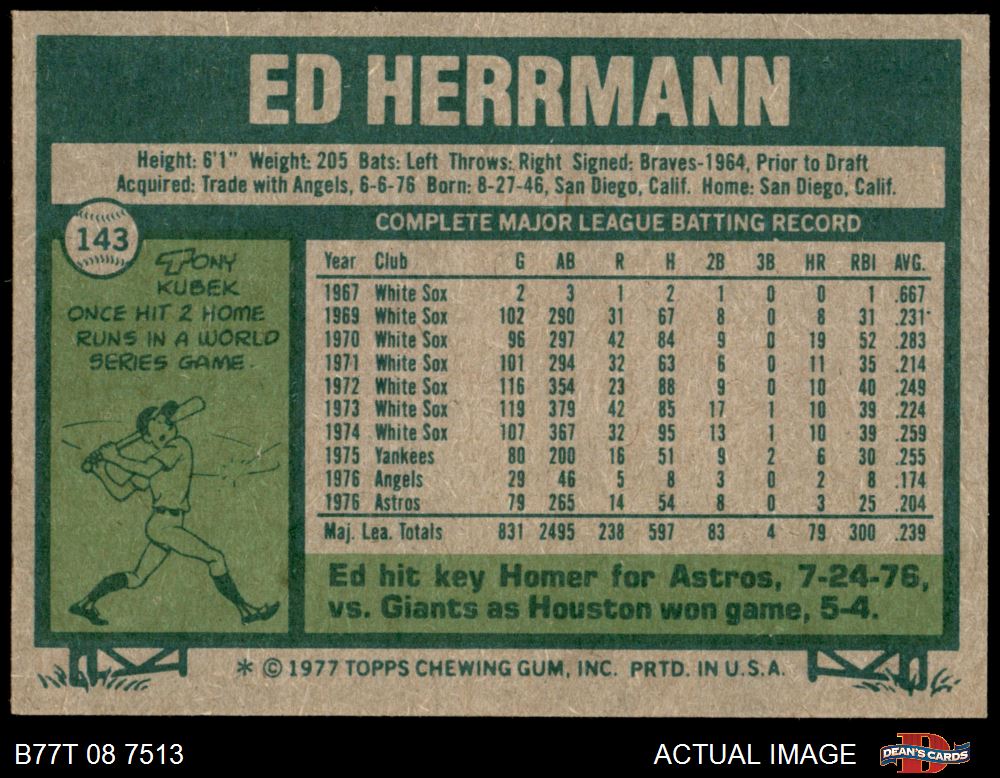 ED HERRMANN
Height: 6'1" Weight: 205 Bats: Left Throws: Right Signed: Braves-1964, Prior to Draft
Acquired: Trade with Angels, 6-6-76 Born: 8-27-46, San Diego, Calif. Home: San Diego, Calif.
COMPLETE MAJOR LEAGUE BATTING RECORD
143
TONY
KUBEK
ONCE HIT 2 HOME
RUNS IN A WORLD
SERIES GAME.
Year Club G AB R H 2B 3B HR RBI AVG.
1967 White Sox 2 3 1 2 1 0 0 1 .667
1969 White Sox 102 290 31 67 8 0 8 31 .231
1970 White Sox 96 297 42 84 9 0 19 52 .283
1971 White Sox 101 294 32 63 6 0 11 35 .214
1972 White Sox 116 354 23 88 9 0 10 40 .249
1973 White Sox 119 379 42 85 17 1 10 39 .224
1974 White Sox 107 367 32 95 13 1 10 39 .259
1975 Yankees 80 200 16 51 9 2 6 30 .255
1976 Angels 29 46 5 8 3 0 2 8 .174
1976 Astros 79 265 14 54 8 0 3 25 .204
Maj. Lea. Totals 831 2495 238 597 83 4 79 300 .239
Ed hit key Homer for Astros, 7-24-76,
vs. Giants as Houston won game, 5-4.
* © 1977 TOPPS CHEWING GUM, INC. PRTD. IN U.S.A.
B77T 08 7513
ACTUAL IMAGE
DEAN'S CARDS